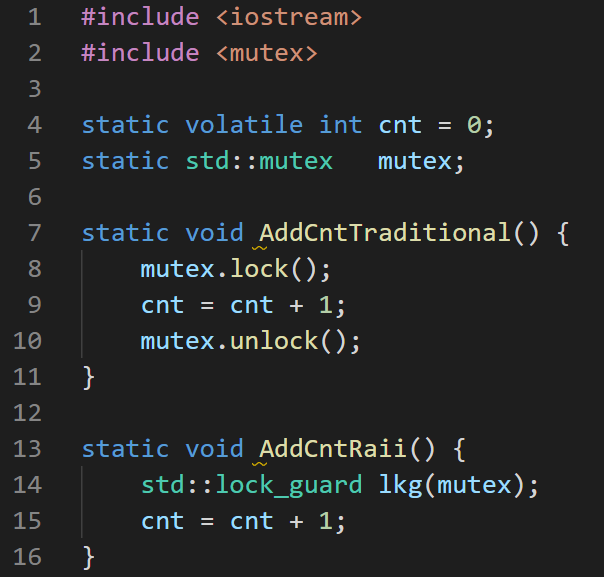 1 #include <iostream>
2 #include <mutex>
3
4 static volatile int cnt = 0;
5 static std::mutex   mutex;
6
7 static void AddCntTraditional() {
8     mutex.lock();
9     cnt = cnt + 1;
10     mutex.unlock();
11 }
12
13 static void AddCntRaii() {
14     std::lock_guard lkg(mutex);
15     cnt = cnt + 1;
16 }